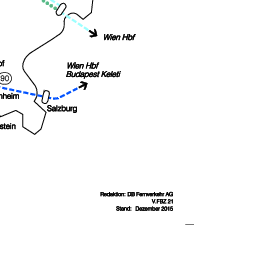 Wien Hbf
of
Wien Hbf
Budapest Keleti
90
nheim
Salzburg
stein
Redaktion: DB Fernverkehr AG
V.FBZ 21
Stand: Dezember 2015